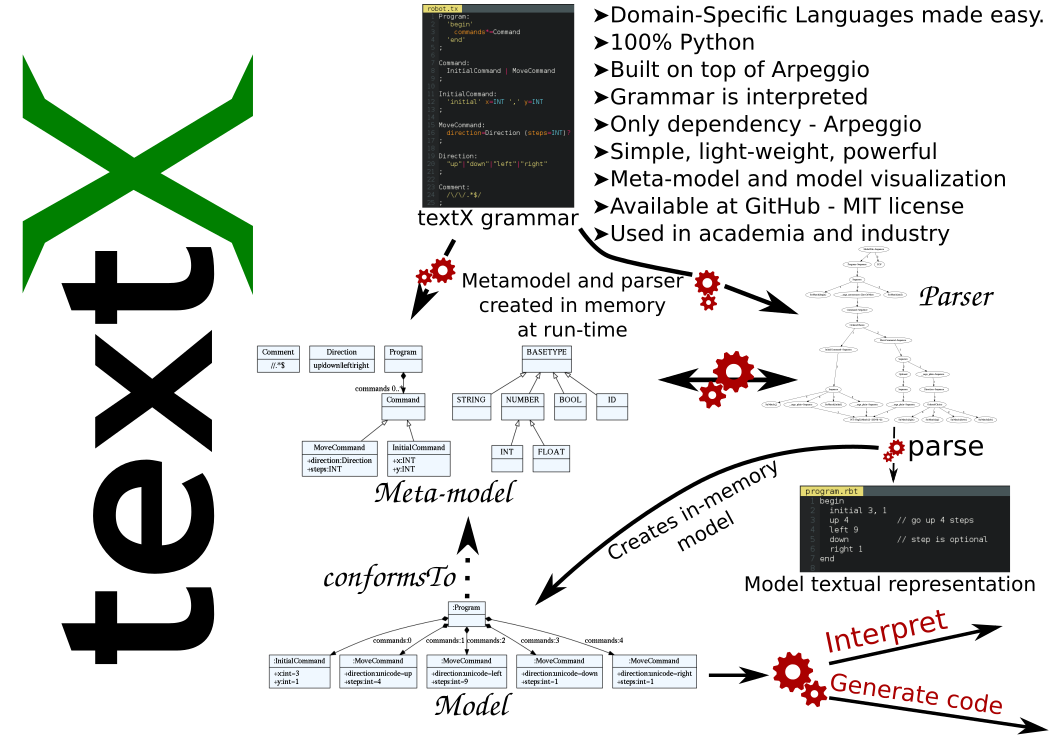 textX
robot.tx
Program:
'begin'
commands*=Command
'end'
;
Command:
InitialCommand | MoveCommand
;
InitialCommand:
'initial' x=INT ',' y=INT
;
MoveCommand:
direction=Direction (steps=INT)?
;
Direction:
"up"|"down"|"left"|"right"
;
Comment:
/\/\/.*$/
;
textX grammar
➤Domain-Specific Languages made easy.
➤100% Python
➤Built on top of Arpeggio
➤Grammar is interpreted
➤Only dependency - Arpeggio
➤Simple, light-weight, powerful
➤Meta-model and model visualization
➤Available at GitHub - MIT license
➤Used in academia and industry
Metamodel and parser
created in memory
at run-time
Parser
Comment
//.*$
Direction
up|down|left|right
Program
commands 0..*
Command
MoveCommand
+direction:Direction
+steps:INT
InitialCommand
+x:INT
+y:INT
BASETYPE
STRING
NUMBER
BOOL
ID
INT
FLOAT
Meta-model
parse
program.rbt
1 begin
2 initial 3, 1
3 up 4 // go up 4 steps
4 left 9
5 down // step is optional
6 right 1
7 end
Model textual representation
Creates in-memory
model
conformsTo
:Program
commands:0
commands:1
commands:2
commands:3
commands:4
:InitialCommand
+x:int=3
+y:int=1
:MoveCommand
+direction:unicode=up
+steps:int=4
:MoveCommand
+direction:unicode=left
+steps:int=9
:MoveCommand
+direction:unicode=down
+steps:int=1
:MoveCommand
+direction:unicode=right
+steps:int=1
Model
Interpret
Generate code